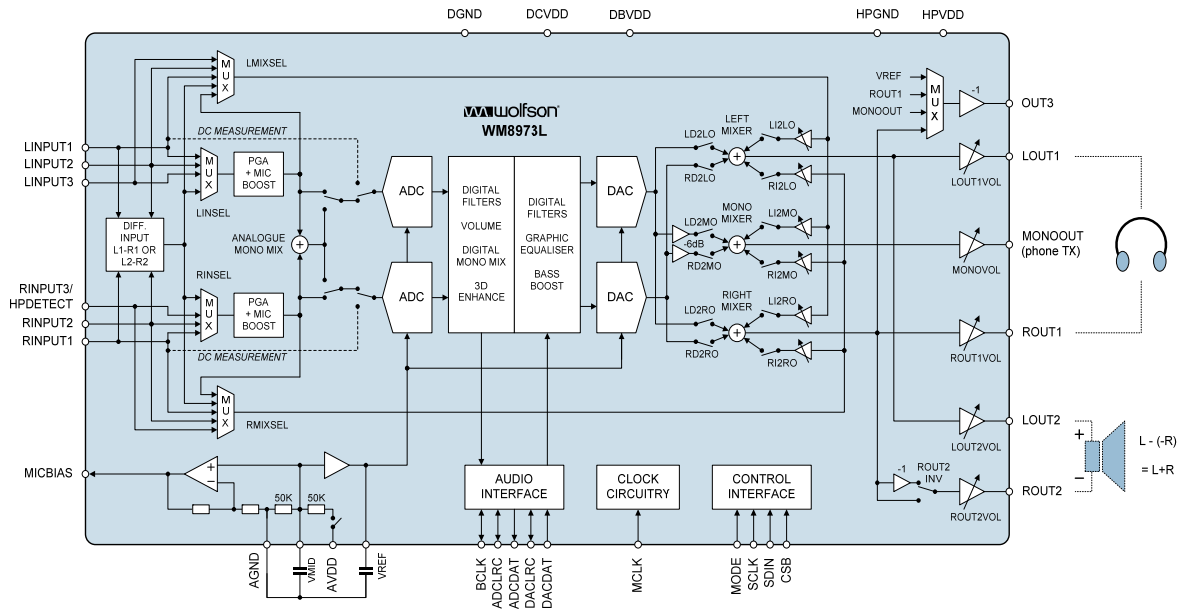 DGND
DCVDD
DBVDD
HPGND
HPVDD
MUX
LMIXSEL
VREF
ROUT1
MONOOUT
MUX
-1
OUT3
wolfson®
WM8973L
DC MEASUREMENT
LINPUT1
LINPUT2
LINPUT3
MUX
PGA
+ MIC
BOOST
LINSEL
ADC
DIGITAL
FILTERS
VOLUME
DIGITAL
MONO MIX
3D
ENHANCE
DIGITAL
FILTERS
GRAPHIC
EQUALISER
BASS
BOOST
DAC
LD2LO
RD2LO
LEFT
MIXER
LI2LO
RI2LO
LOUT1
LOUT1VOL
DIFF.
INPUT
L1-R1 OR
L2-R2
ANALOGUE
MONO MIX
LD2MO
-6dB
RD2MO
MONO
MIXER
LI2MO
RI2MO
MONOOUT
(phone TX)
MONOVOL
RINSEL
RINPUT3/
HPDETECT
RINPUT2
RINPUT1
MUX
PGA
+ MIC
BOOST
ADC
DAC
LD2RO
RD2RO
RIGHT
MIXER
LI2RO
RI2RO
ROUT1
ROUT1VOL
DC MEASUREMENT
MUX
RMIXSEL
LOUT2
LOUT2VOL
+
−
L - (-R)
= L+R
MICBIAS
+
−
50K
50K
AUDIO
INTERFACE
CLOCK
CIRCUITRY
CONTROL
INTERFACE
-1
ROUT2
INV
ROUT2
ROUT2VOL
AGND
VMID
AVDD
VREF
BCLK
ADCLRC
ADCDAT
DACLRC
DACDAT
MCLK
MODE
SCLK
SDIN
CSB